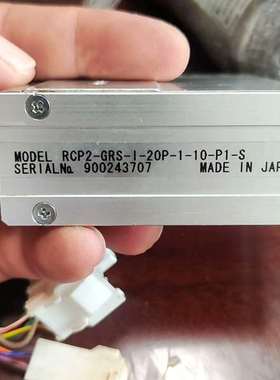 MODEL RCP2-GRS-I-20P-1-10-P1-S
SERIAL№ 900243707 MADE IN JAP